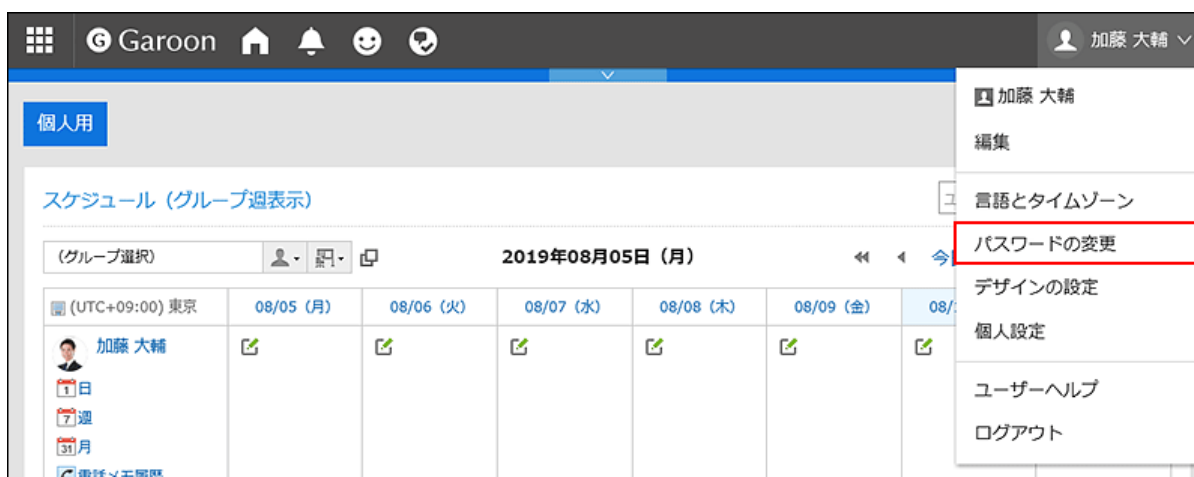 Garoon
加藤 大輔
加藤 大輔
編集
言語とタイムゾーン
パスワードの変更
デザインの設定
個人設定
ユーザーヘルプ
ログアウト
個人用
スケジュール（グループ週表示）
(グループ選択)
2019年08月05日（月）
(UTC+09:00) 東京
08/05（月）
08/06（火）
08/07（水）
08/08（木）
08/09（金）
08/
加藤 大輔
1日
7週
31月